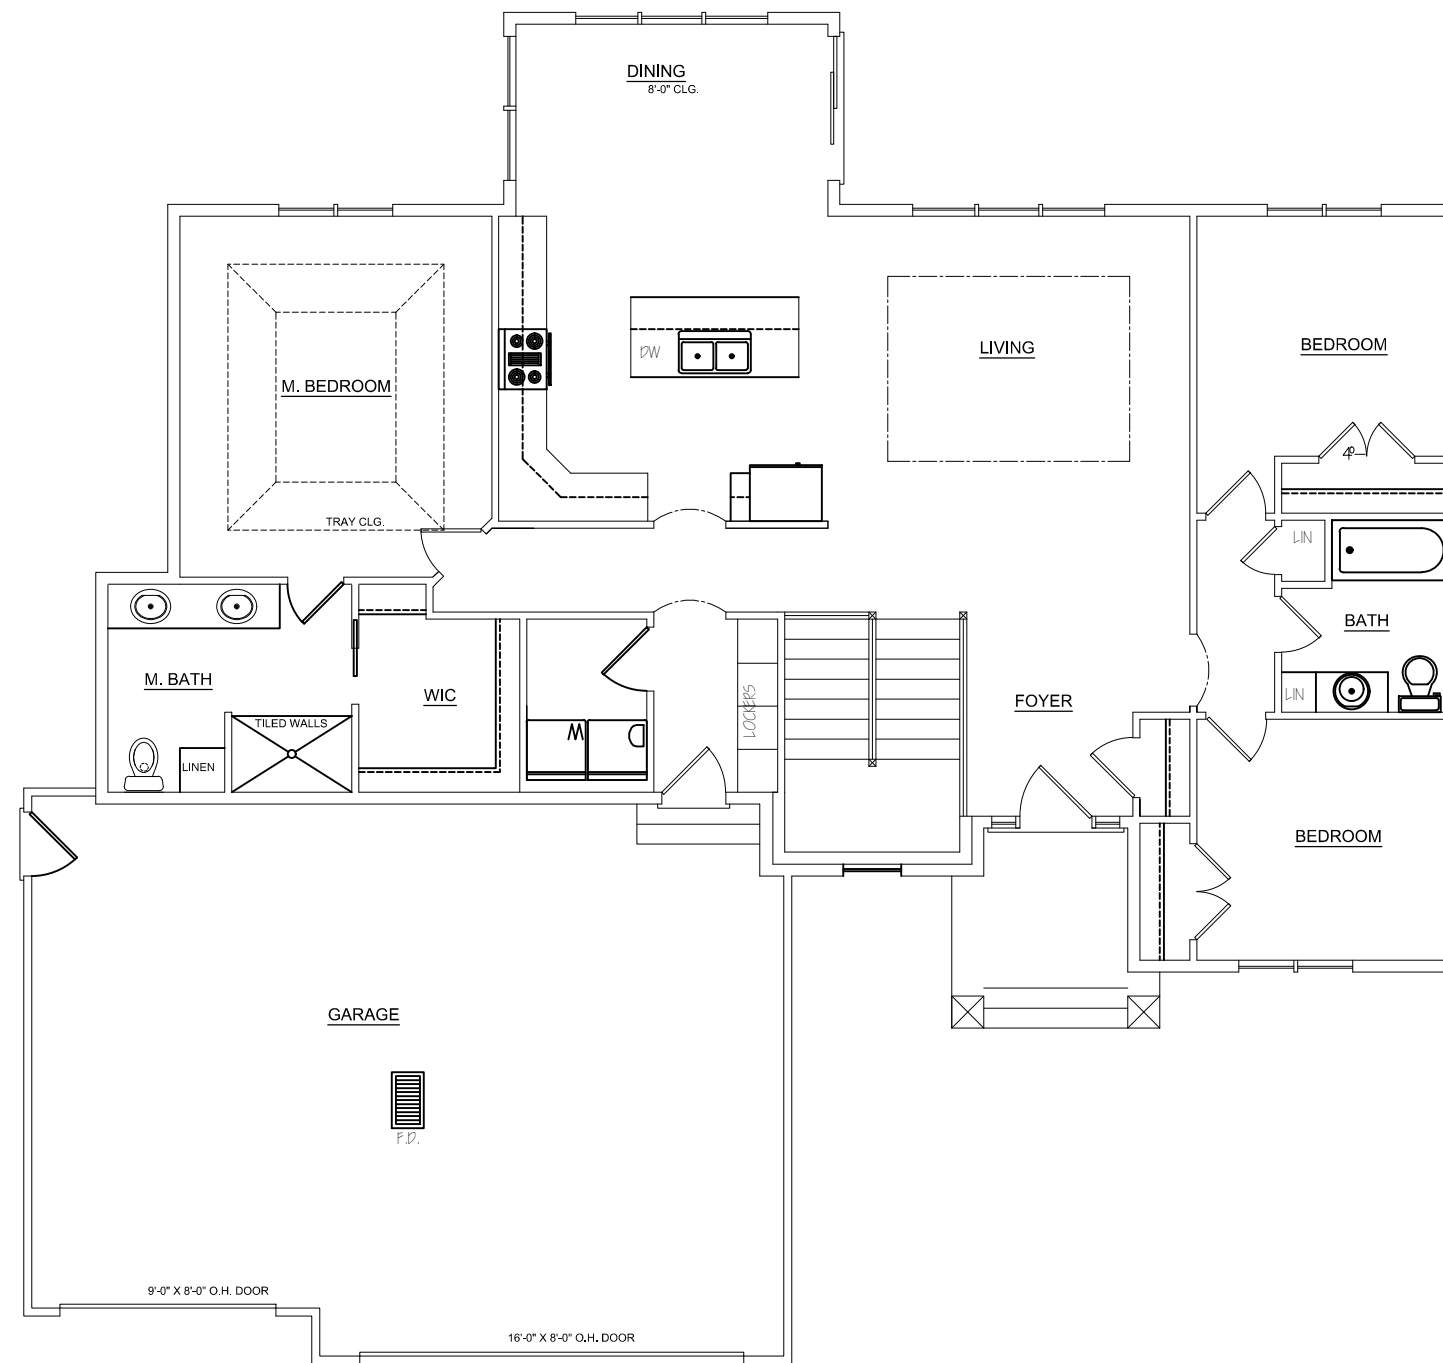 DINING
8'-0" CLG.
LIVING
BEDROOM
DW
M. BEDROOM
4⁰
TRAY CLG.
LIN
BATH
M. BATH
WIC
LIN
FOYER
LOCKERS
TILED WALLS
W
D
LINEN
BEDROOM
GARAGE
F.D.
9'-0" X 8'-0" O.H. DOOR
16'-0" X 8'-0" O.H. DOOR